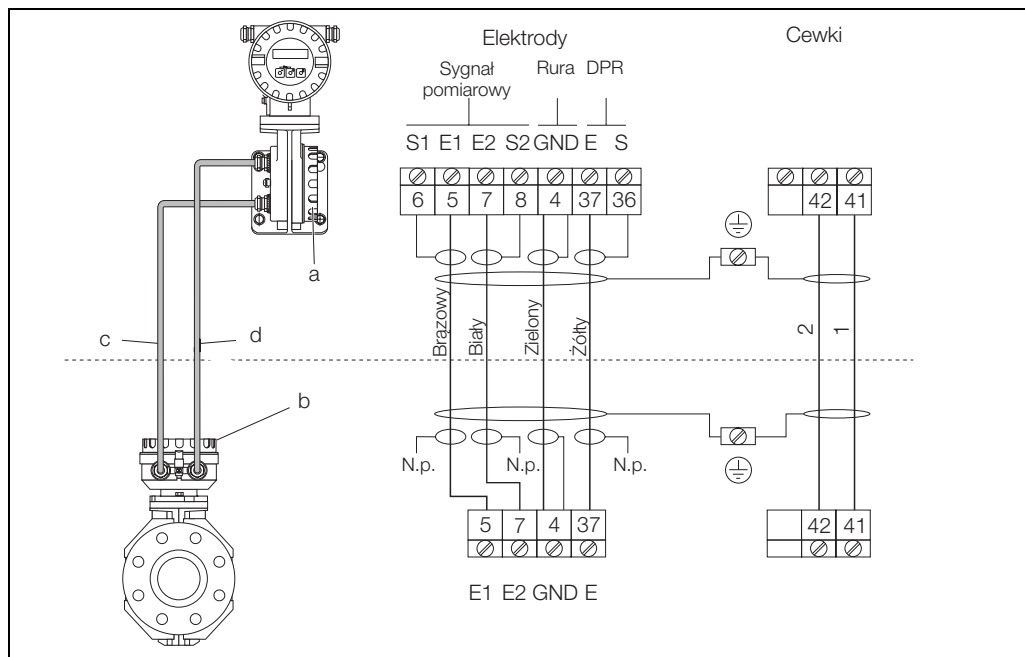 Elektrody Cewki
Sygnał pomiarowy Rura DPR
S1 E1 E2 S2 GND E S
6 5 7 8 4 37 36 42 41
a
Brązowy Biały Zielony Żółty 2 1
c d
b
N.p. N.p. N.p.
5 7 4 37 42 41
E1 E2 GND E